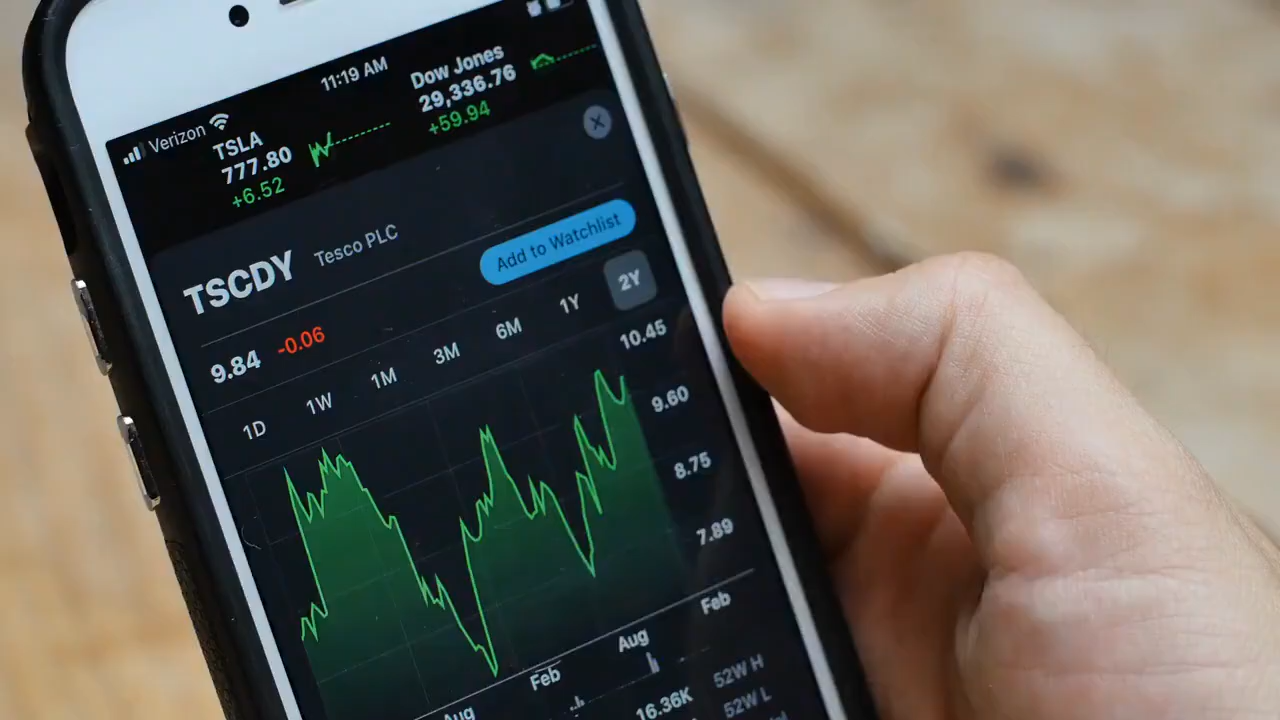 11:19 AM
Verizon
TSLA
777.80
+6.52
Dow Jones
29,336.76
+59.94
TSCDY Tesco PLC
Add to Watchlist
9.84 -0.06
1D 1W 1M 3M 6M 1Y 2Y
10.45
9.60
8.75
7.89
Aug Feb Aug Feb
16.36K
52W H
52W L